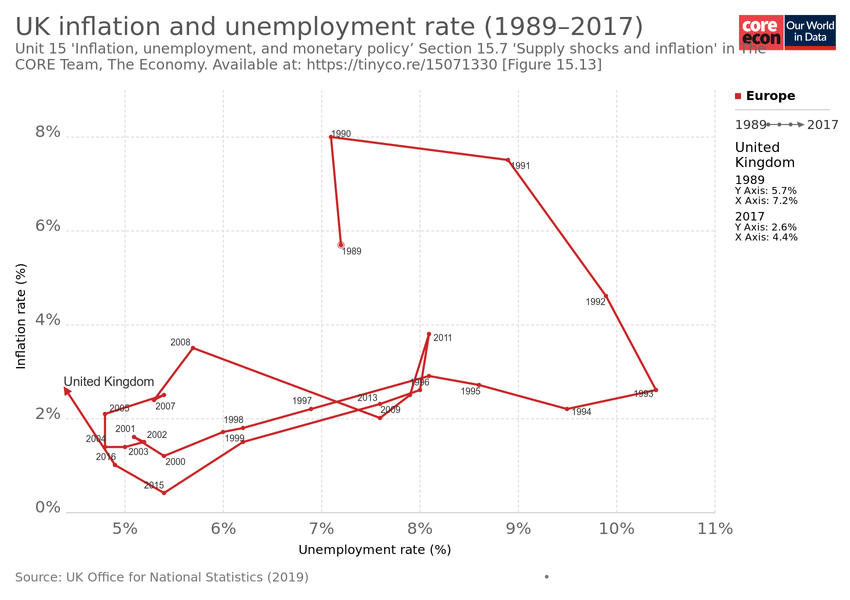 UK inflation and unemployment rate (1989–2017)
Unit 15 'Inflation, unemployment, and monetary policy’ Section 15.7 'Supply shocks and inflation' in The
CORE Team, The Economy. Available at: https://tinyco.re/15071330 [Figure 15.13]
core
econ
Our World
in Data
Europe
1989 2017
United
Kingdom
1989
Y Axis: 5.7%
X Axis: 7.2%
2017
Y Axis: 2.6%
X Axis: 4.4%
Inflation rate (%)
8%
6%
4%
2%
0%
1990
1991
1989
1992
2011
2008
United Kingdom
1996
1995
1993
2013
1997
2009
1994
2005
2007
1998
2001
2002
1999
2004
2003
2016
2000
2015
5%
6%
7%
8%
9%
10%
11%
Unemployment rate (%)
Source: UK Office for National Statistics (2019)